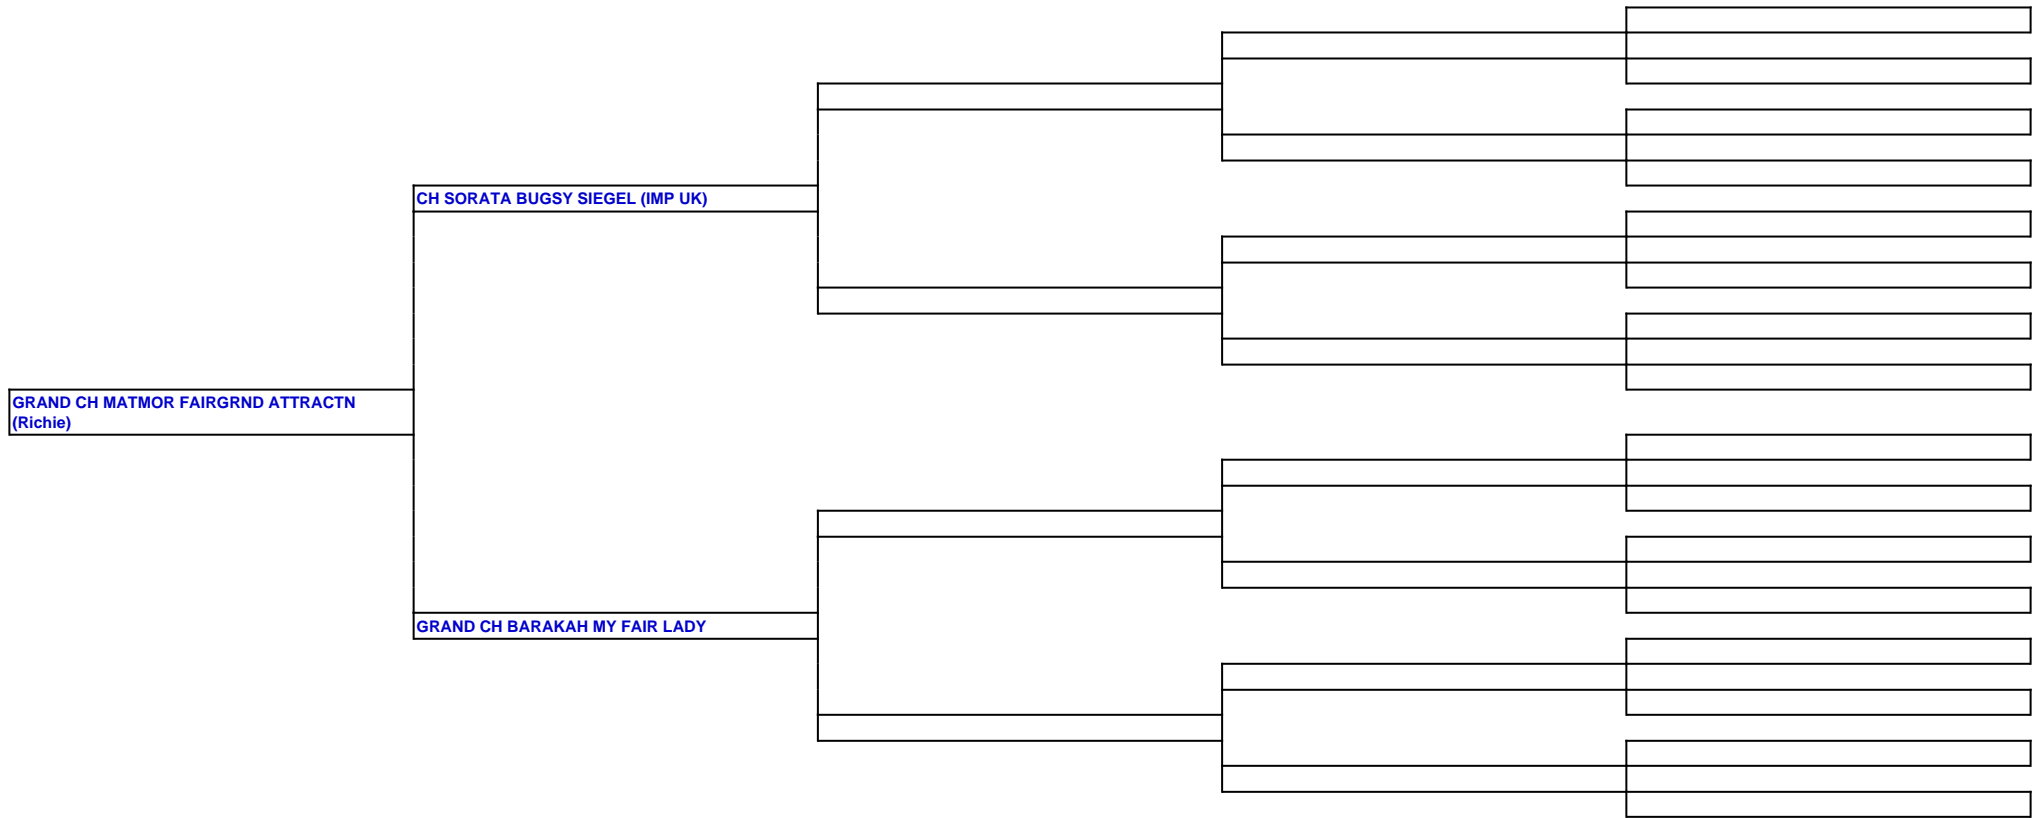 CH SORATA BUGSY SIEGEL (IMP UK)
GRAND CH MATMOR FAIRGRND ATTRACTN
(Richie)
GRAND CH BARAKAH MY FAIR LADY